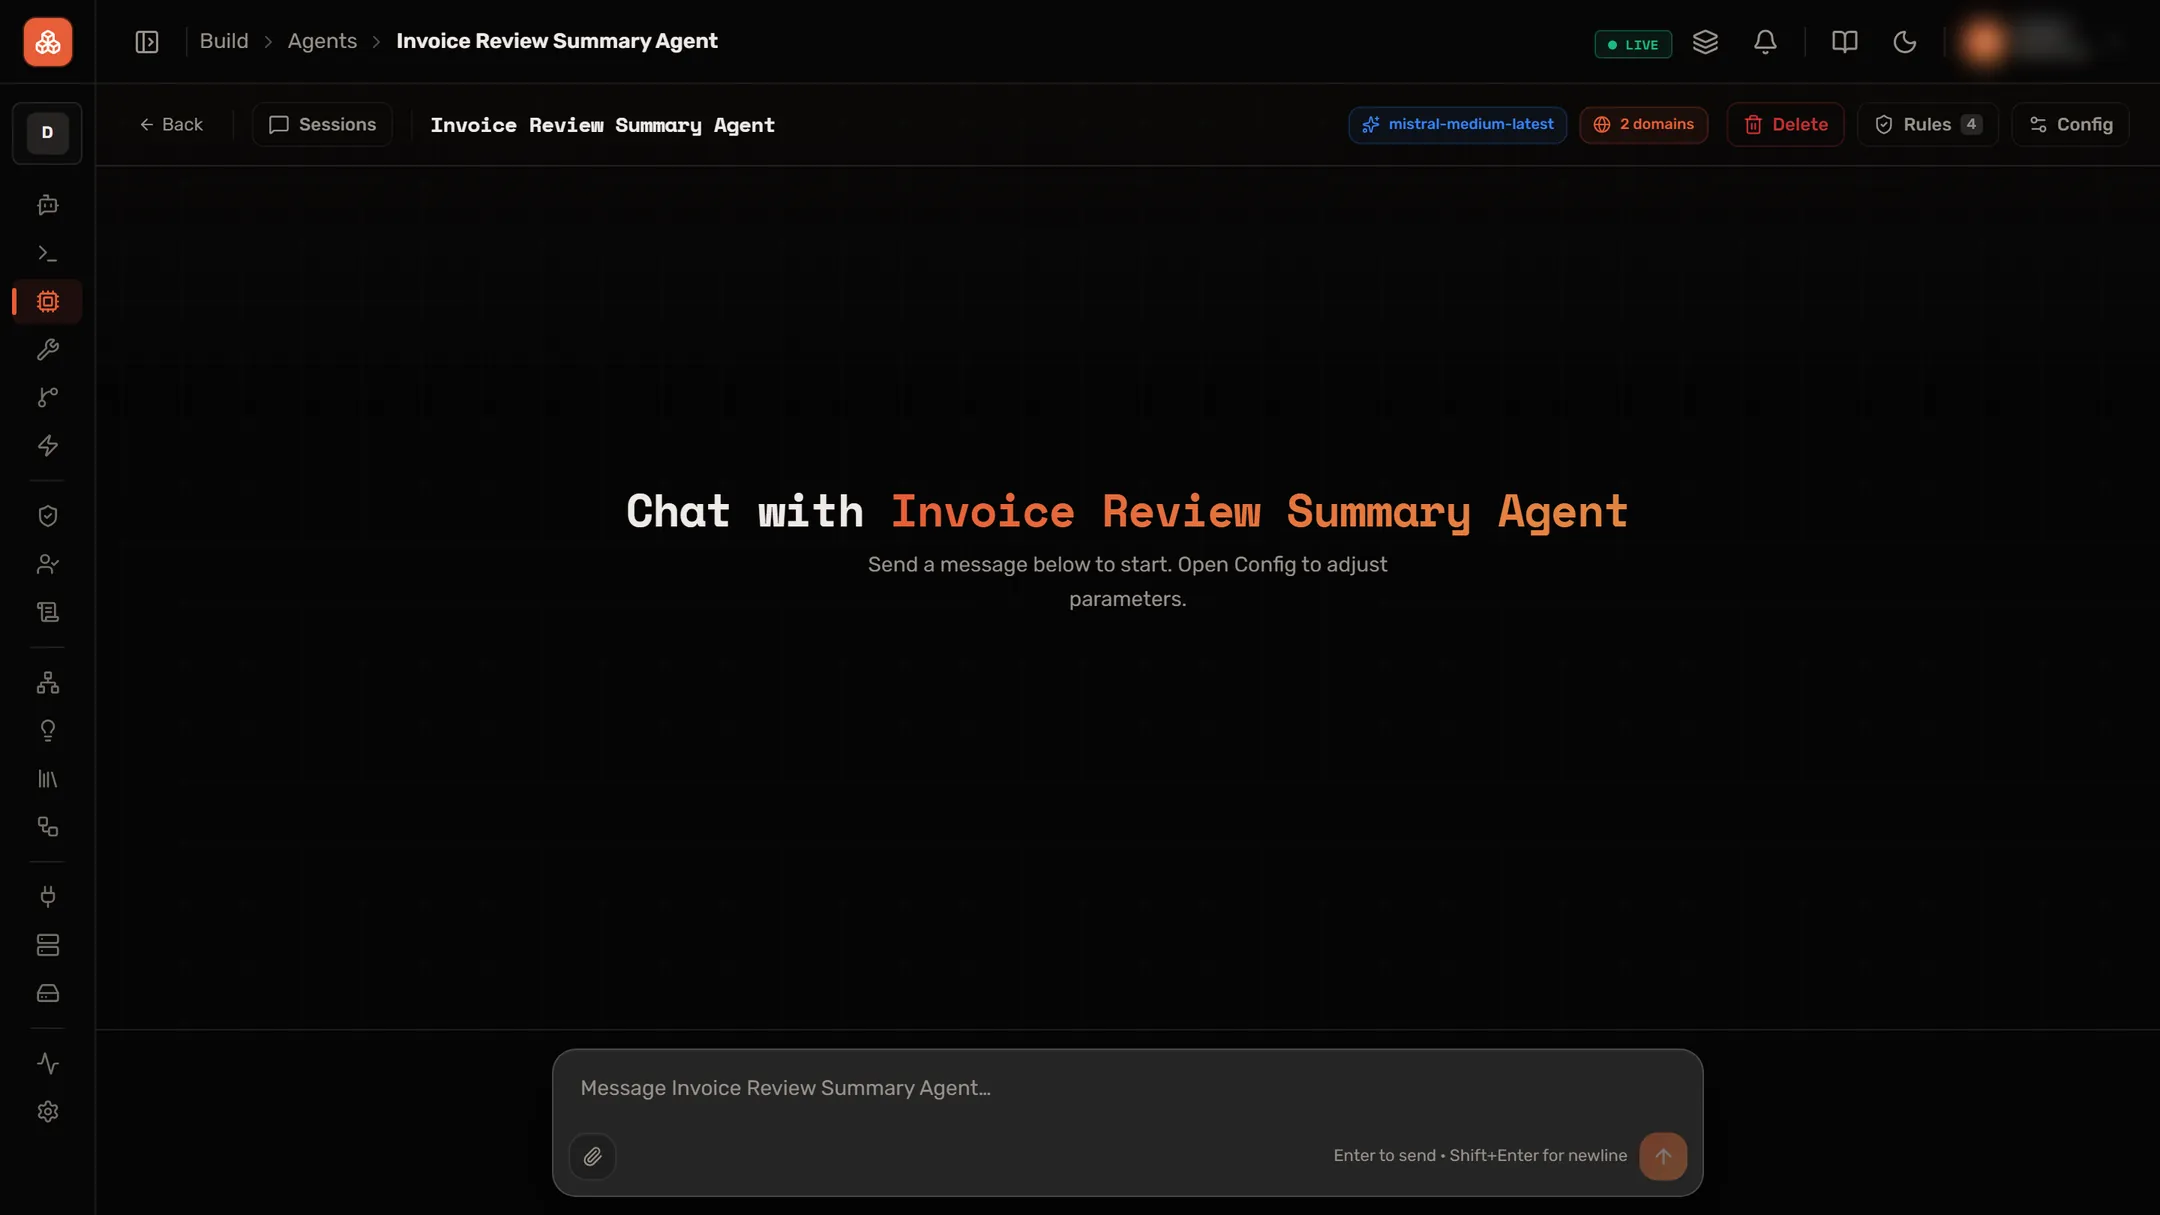 Build > Agents > Invoice Review Summary Agent
LIVE
D
← Back
Sessions
Invoice Review Summary Agent
mistral-medium-latest
2 domains
Delete
Rules 4
Config
Chat with Invoice Review Summary Agent
Send a message below to start. Open Config to adjust
parameters.
Message Invoice Review Summary Agent…
Enter to send • Shift+Enter for newline